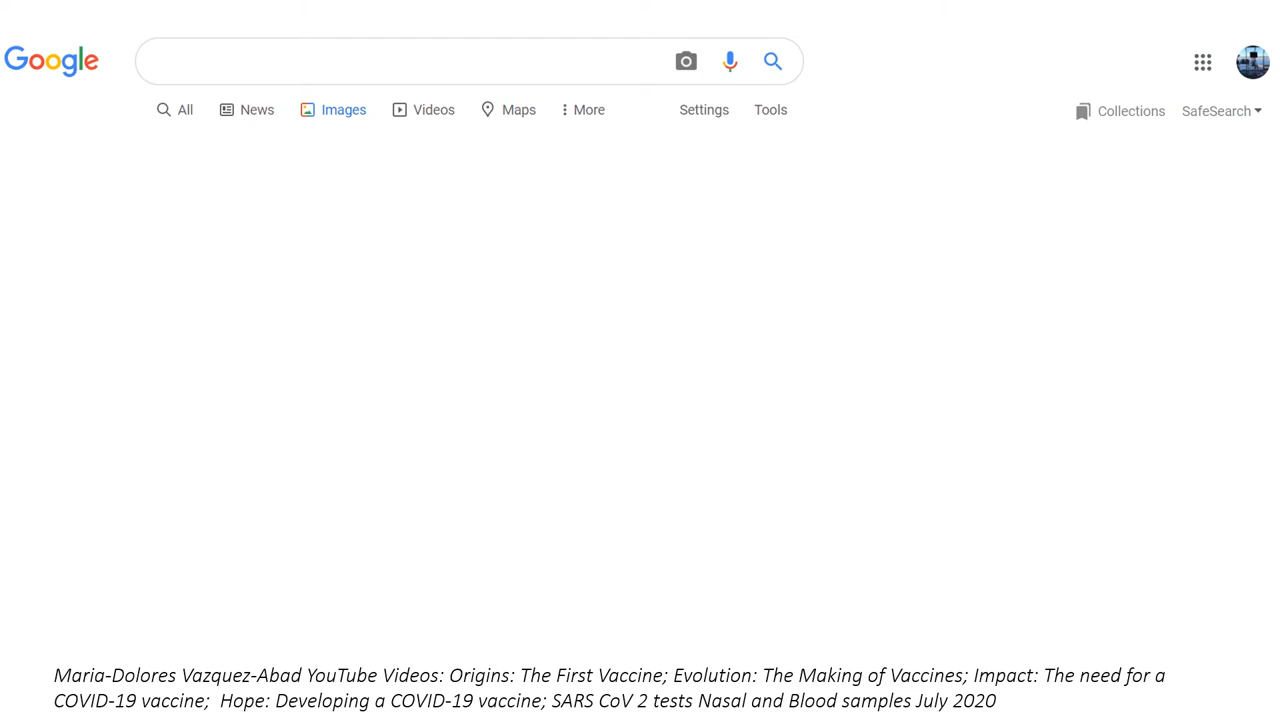 Google
All News Images Videos Maps More Settings Tools Collections SafeSearch
Maria-Dolores Vazquez-Abad YouTube Videos: Origins: The First Vaccine; Evolution: The Making of Vaccines; Impact: The need for a
COVID-19 vaccine; Hope: Developing a COVID-19 vaccine; SARS CoV 2 tests Nasal and Blood samples July 2020